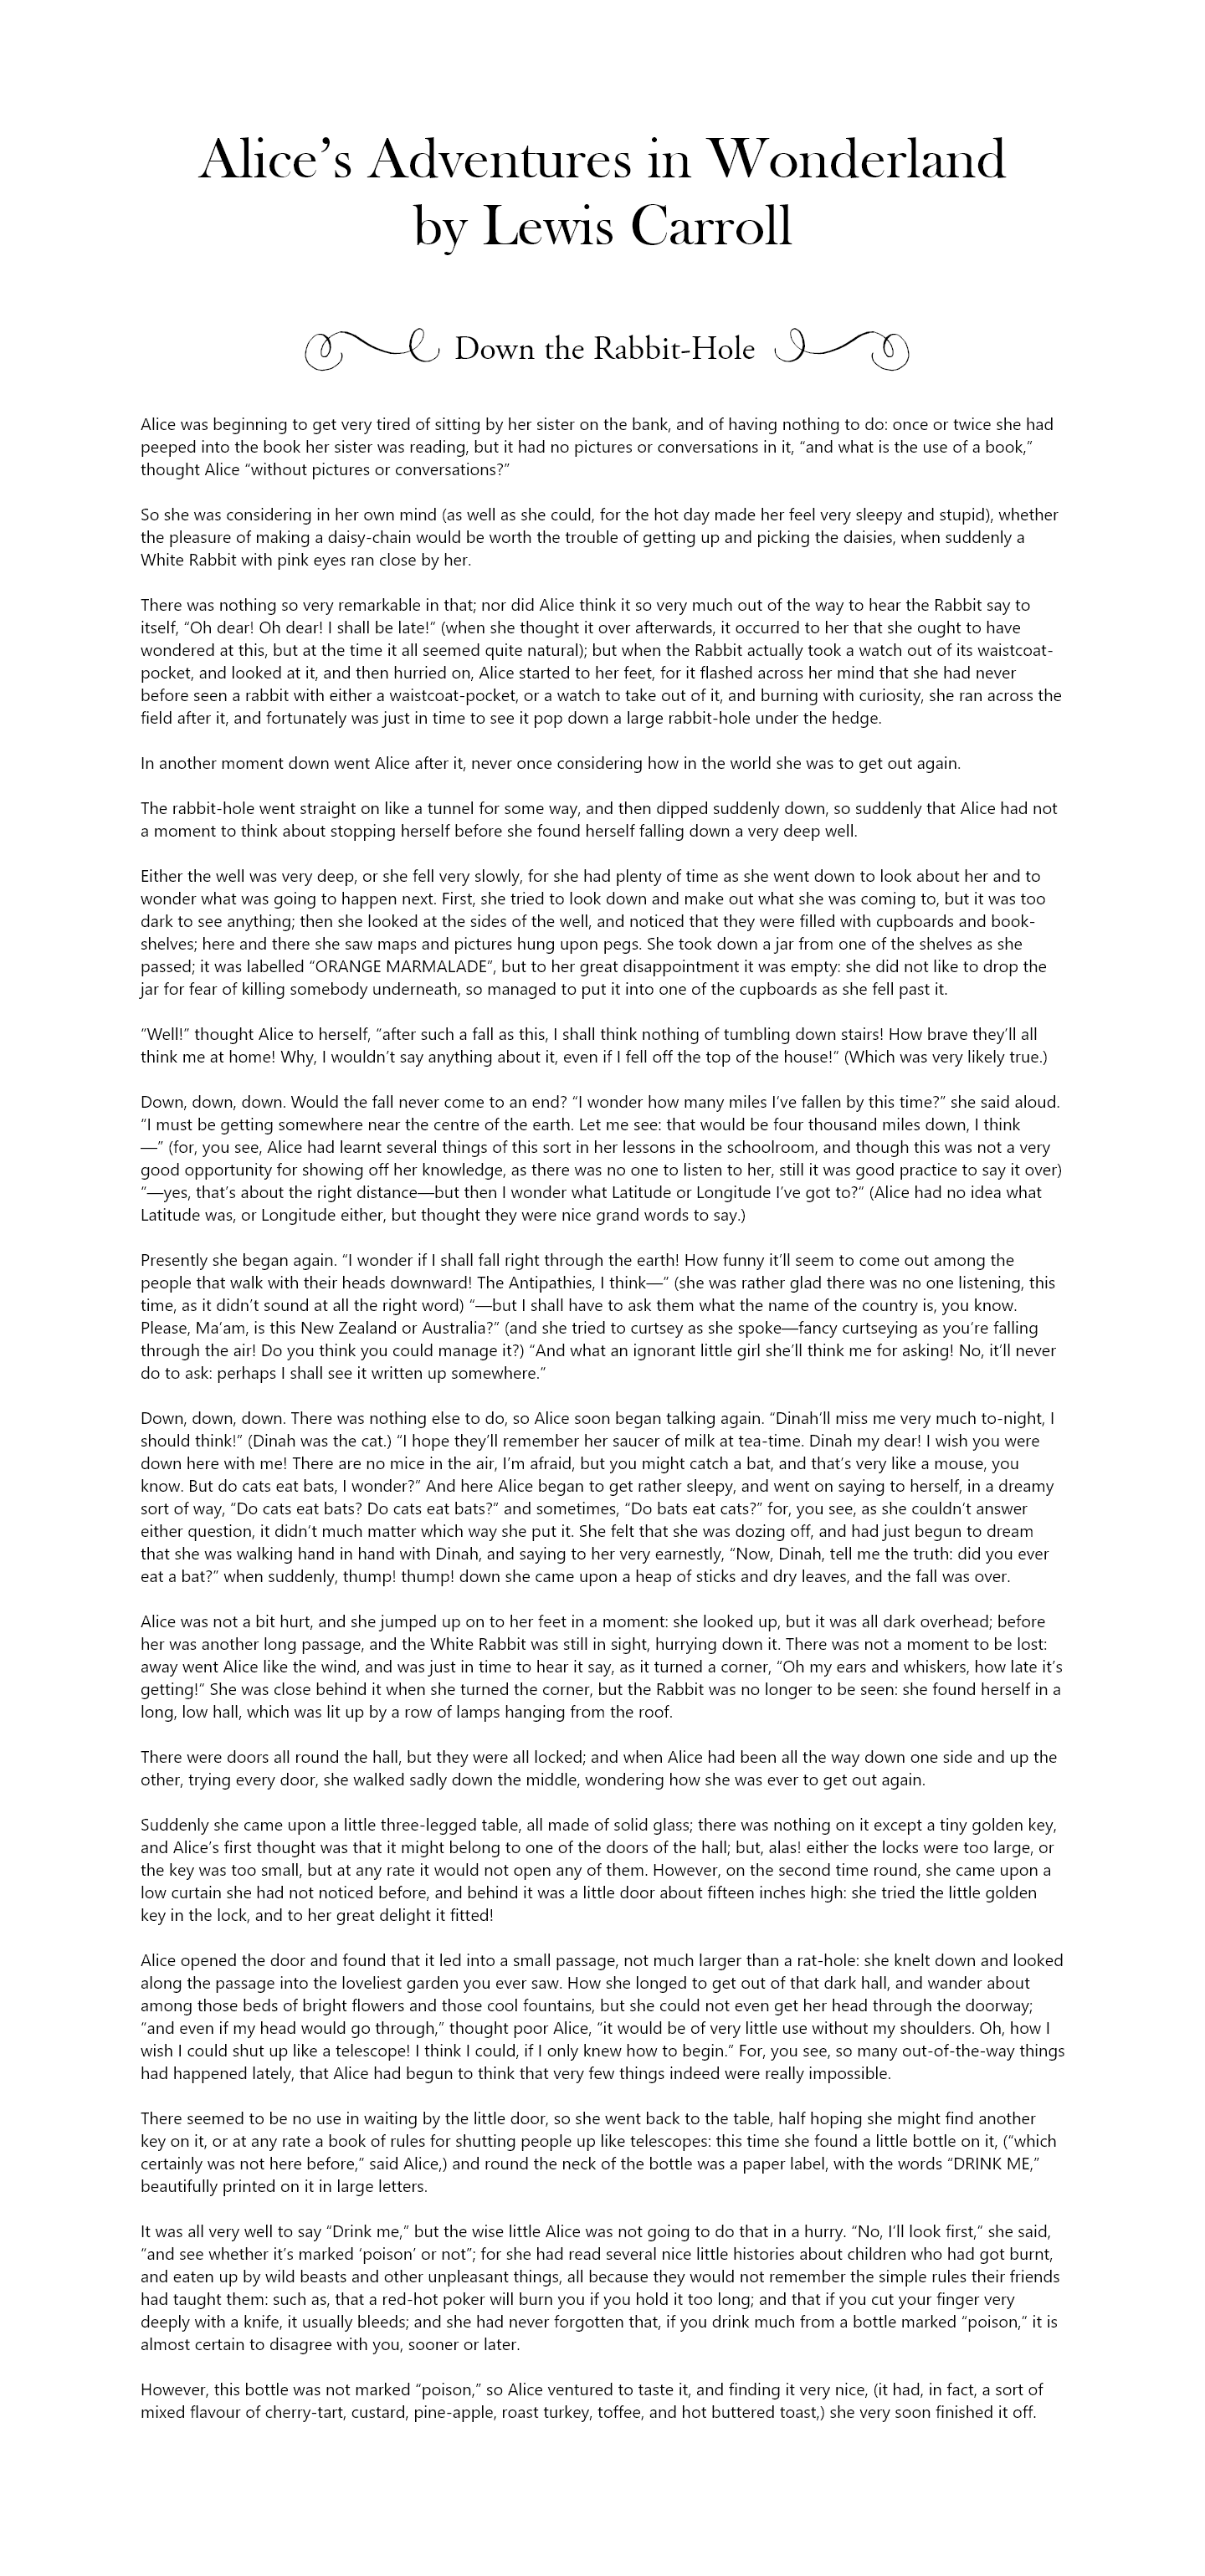 Alice’s Adventures in Wonderland
by Lewis Carroll
Down the Rabbit-Hole
Alice was beginning to get very tired of sitting by her sister on the bank, and of having nothing to do: once or twice she had
peeped into the book her sister was reading, but it had no pictures or conversations in it, “and what is the use of a book,”
thought Alice “without pictures or conversations?”
So she was considering in her own mind (as well as she could, for the hot day made her feel very sleepy and stupid), whether
the pleasure of making a daisy-chain would be worth the trouble of getting up and picking the daisies, when suddenly a
White Rabbit with pink eyes ran close by her.
There was nothing so very remarkable in that; nor did Alice think it so very much out of the way to hear the Rabbit say to
itself, “Oh dear! Oh dear! I shall be late!” (when she thought it over afterwards, it occurred to her that she ought to have
wondered at this, but at the time it all seemed quite natural); but when the Rabbit actually took a watch out of its waistcoat-
pocket, and looked at it, and then hurried on, Alice started to her feet, for it flashed across her mind that she had never
before seen a rabbit with either a waistcoat-pocket, or a watch to take out of it, and burning with curiosity, she ran across the
field after it, and fortunately was just in time to see it pop down a large rabbit-hole under the hedge.
In another moment down went Alice after it, never once considering how in the world she was to get out again.
The rabbit-hole went straight on like a tunnel for some way, and then dipped suddenly down, so suddenly that Alice had not
a moment to think about stopping herself before she found herself falling down a very deep well.
Either the well was very deep, or she fell very slowly, for she had plenty of time as she went down to look about her and to
wonder what was going to happen next. First, she tried to look down and make out what she was coming to, but it was too
dark to see anything; then she looked at the sides of the well, and noticed that they were filled with cupboards and book-
shelves; here and there she saw maps and pictures hung upon pegs. She took down a jar from one of the shelves as she
passed; it was labelled “ORANGE MARMALADE”, but to her great disappointment it was empty: she did not like to drop the
jar for fear of killing somebody underneath, so managed to put it into one of the cupboards as she fell past it.
“Well!” thought Alice to herself, “after such a fall as this, I shall think nothing of tumbling down stairs! How brave they’ll all
think me at home! Why, I wouldn’t say anything about it, even if I fell off the top of the house!” (Which was very likely true.)
Down, down, down. Would the fall never come to an end? “I wonder how many miles I’ve fallen by this time?” she said aloud.
“I must be getting somewhere near the centre of the earth. Let me see: that would be four thousand miles down, I think
—” (for, you see, Alice had learnt several things of this sort in her lessons in the schoolroom, and though this was not a very
good opportunity for showing off her knowledge, as there was no one to listen to her, still it was good practice to say it over)
“—yes, that’s about the right distance—but then I wonder what Latitude or Longitude I’ve got to?” (Alice had no idea what
Latitude was, or Longitude either, but thought they were nice grand words to say.)
Presently she began again. “I wonder if I shall fall right through the earth! How funny it’ll seem to come out among the
people that walk with their heads downward! The Antipathies, I think—” (she was rather glad there was no one listening, this
time, as it didn’t sound at all the right word) “—but I shall have to ask them what the name of the country is, you know.
Please, Ma’am, is this New Zealand or Australia?” (and she tried to curtsey as she spoke—fancy curtseying as you’re falling
through the air! Do you think you could manage it?) “And what an ignorant little girl she’ll think me for asking! No, it’ll never
do to ask: perhaps I shall see it written up somewhere.”
Down, down, down. There was nothing else to do, so Alice soon began talking again. “Dinah’ll miss me very much to-night, I
should think!” (Dinah was the cat.) “I hope they’ll remember her saucer of milk at tea-time. Dinah my dear! I wish you were
down here with me! There are no mice in the air, I’m afraid, but you might catch a bat, and that’s very like a mouse, you
know. But do cats eat bats, I wonder?” And here Alice began to get rather sleepy, and went on saying to herself, in a dreamy
sort of way, “Do cats eat bats? Do cats eat bats?” and sometimes, “Do bats eat cats?” for, you see, as she couldn’t answer
either question, it didn’t much matter which way she put it. She felt that she was dozing off, and had just begun to dream
that she was walking hand in hand with Dinah, and saying to her very earnestly, “Now, Dinah, tell me the truth: did you ever
eat a bat?” when suddenly, thump! thump! down she came upon a heap of sticks and dry leaves, and the fall was over.
Alice was not a bit hurt, and she jumped up on to her feet in a moment: she looked up, but it was all dark overhead; before
her was another long passage, and the White Rabbit was still in sight, hurrying down it. There was not a moment to be lost:
away went Alice like the wind, and was just in time to hear it say, as it turned a corner, “Oh my ears and whiskers, how late it’s
getting!” She was close behind it when she turned the corner, but the Rabbit was no longer to be seen: she found herself in a
long, low hall, which was lit up by a row of lamps hanging from the roof.
There were doors all round the hall, but they were all locked; and when Alice had been all the way down one side and up the
other, trying every door, she walked sadly down the middle, wondering how she was ever to get out again.
Suddenly she came upon a little three-legged table, all made of solid glass; there was nothing on it except a tiny golden key,
and Alice’s first thought was that it might belong to one of the doors of the hall; but, alas! either the locks were too large, or
the key was too small, but at any rate it would not open any of them. However, on the second time round, she came upon a
low curtain she had not noticed before, and behind it was a little door about fifteen inches high: she tried the little golden
key in the lock, and to her great delight it fitted!
Alice opened the door and found that it led into a small passage, not much larger than a rat-hole: she knelt down and looked
along the passage into the loveliest garden you ever saw. How she longed to get out of that dark hall, and wander about
among those beds of bright flowers and those cool fountains, but she could not even get her head through the doorway;
“and even if my head would go through,” thought poor Alice, “it would be of very little use without my shoulders. Oh, how I
wish I could shut up like a telescope! I think I could, if I only knew how to begin.” For, you see, so many out-of-the-way things
had happened lately, that Alice had begun to think that very few things indeed were really impossible.
There seemed to be no use in waiting by the little door, so she went back to the table, half hoping she might find another
key on it, or at any rate a book of rules for shutting people up like telescopes: this time she found a little bottle on it, (“which
certainly was not here before,” said Alice,) and round the neck of the bottle was a paper label, with the words “DRINK ME,”
beautifully printed on it in large letters.
It was all very well to say “Drink me,” but the wise little Alice was not going to do that in a hurry. “No, I’ll look first,” she said,
“and see whether it’s marked ‘poison’ or not”; for she had read several nice little histories about children who had got burnt,
and eaten up by wild beasts and other unpleasant things, all because they would not remember the simple rules their friends
had taught them: such as, that a red-hot poker will burn you if you hold it too long; and that if you cut your finger very
deeply with a knife, it usually bleeds; and she had never forgotten that, if you drink much from a bottle marked “poison,” it is
almost certain to disagree with you, sooner or later.
However, this bottle was not marked “poison,” so Alice ventured to taste it, and finding it very nice, (it had, in fact, a sort of
mixed flavour of cherry-tart, custard, pine-apple, roast turkey, toffee, and hot buttered toast,) she very soon finished it off.